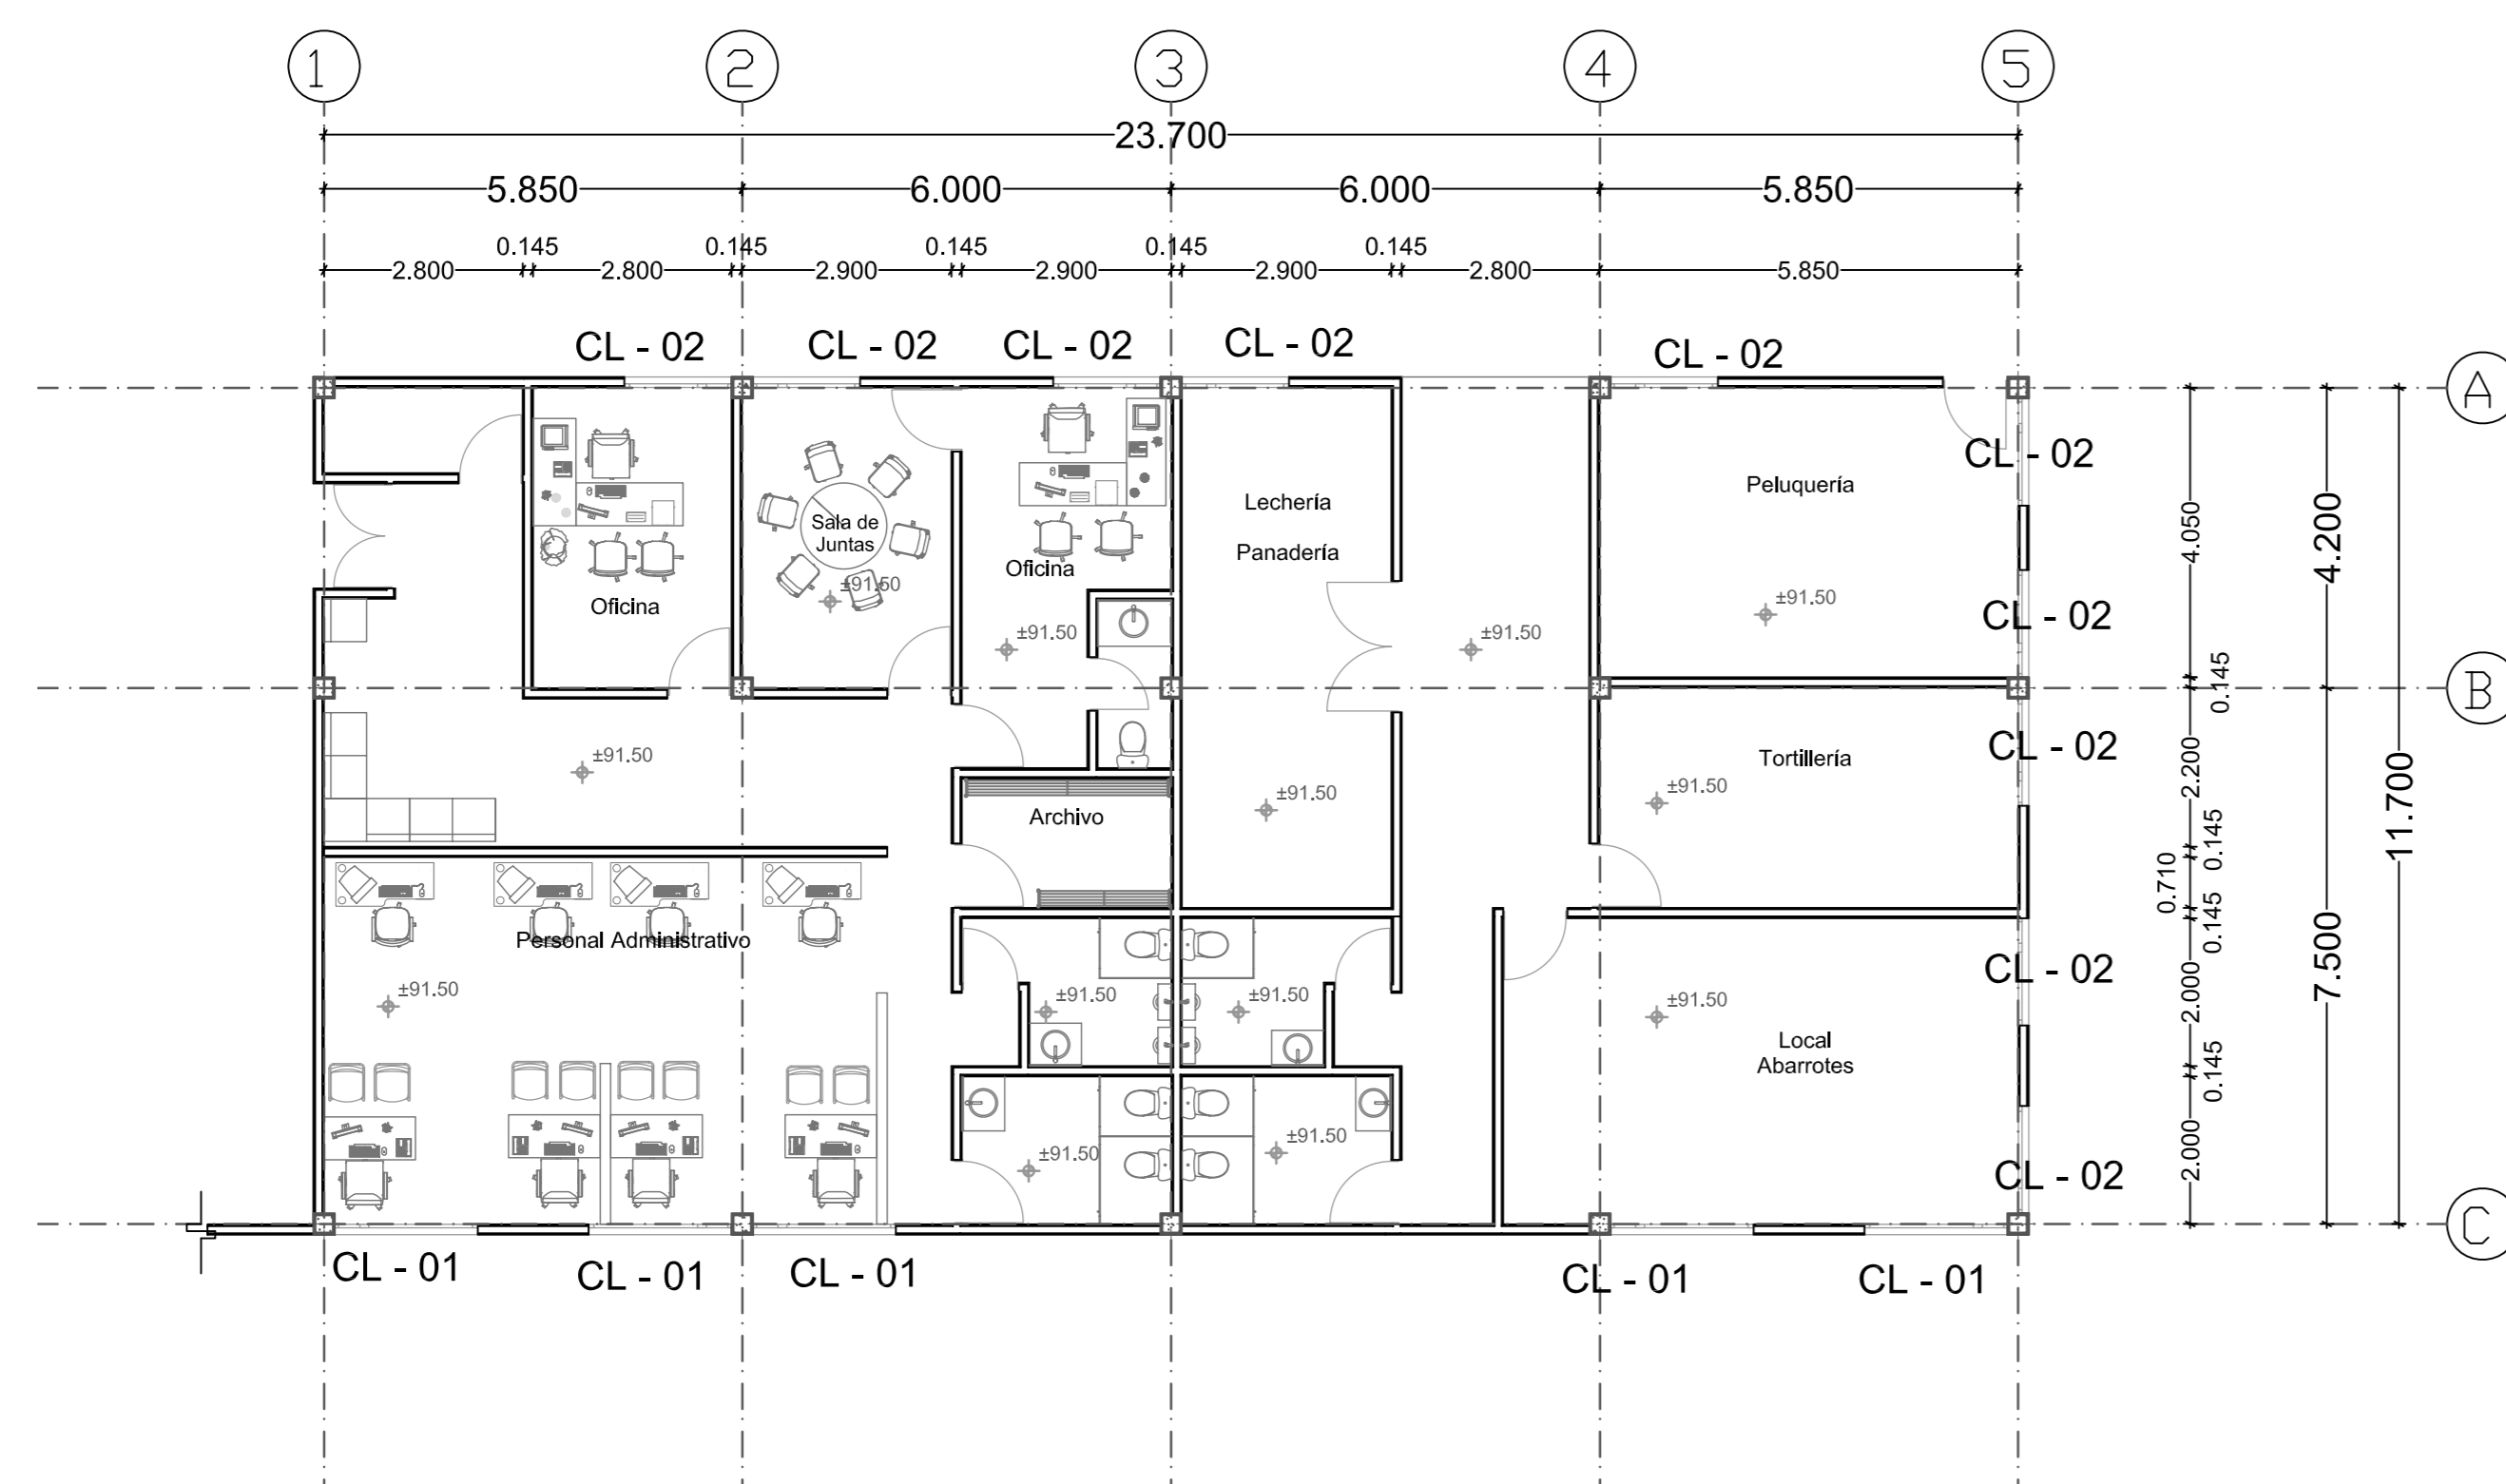 1 2 3 4 5
23.700
5.850 6.000 6.000 5.850
0.145 0.145 0.145 0.145 0.145
2.800 2.800 2.900 2.900 2.900 2.800 5.850
CL - 02 CL - 02 CL - 02 CL - 02 CL - 02
A
CL - 02
Peluquería
Lechería
Sala de
Juntas
Panadería
4.050
4.200
Oficina
±91.50
±91.50
Oficina
CL - 02
±91.50
±91.50
0.145
B
CL - 02
±91.50
Tortillería
2.200
±91.50
±91.50
11.700
Archivo
0.145
0.710
0.145
Personal Administrativo
7.500
CL - 02
±91.50
±91.50
±91.50
±91.50
2.000
Local
Abarrotes
0.145
±91.50
±91.50
2.000
CL - 02
C
CL - 01 CL - 01 CL - 01 CL - 01 CL - 01